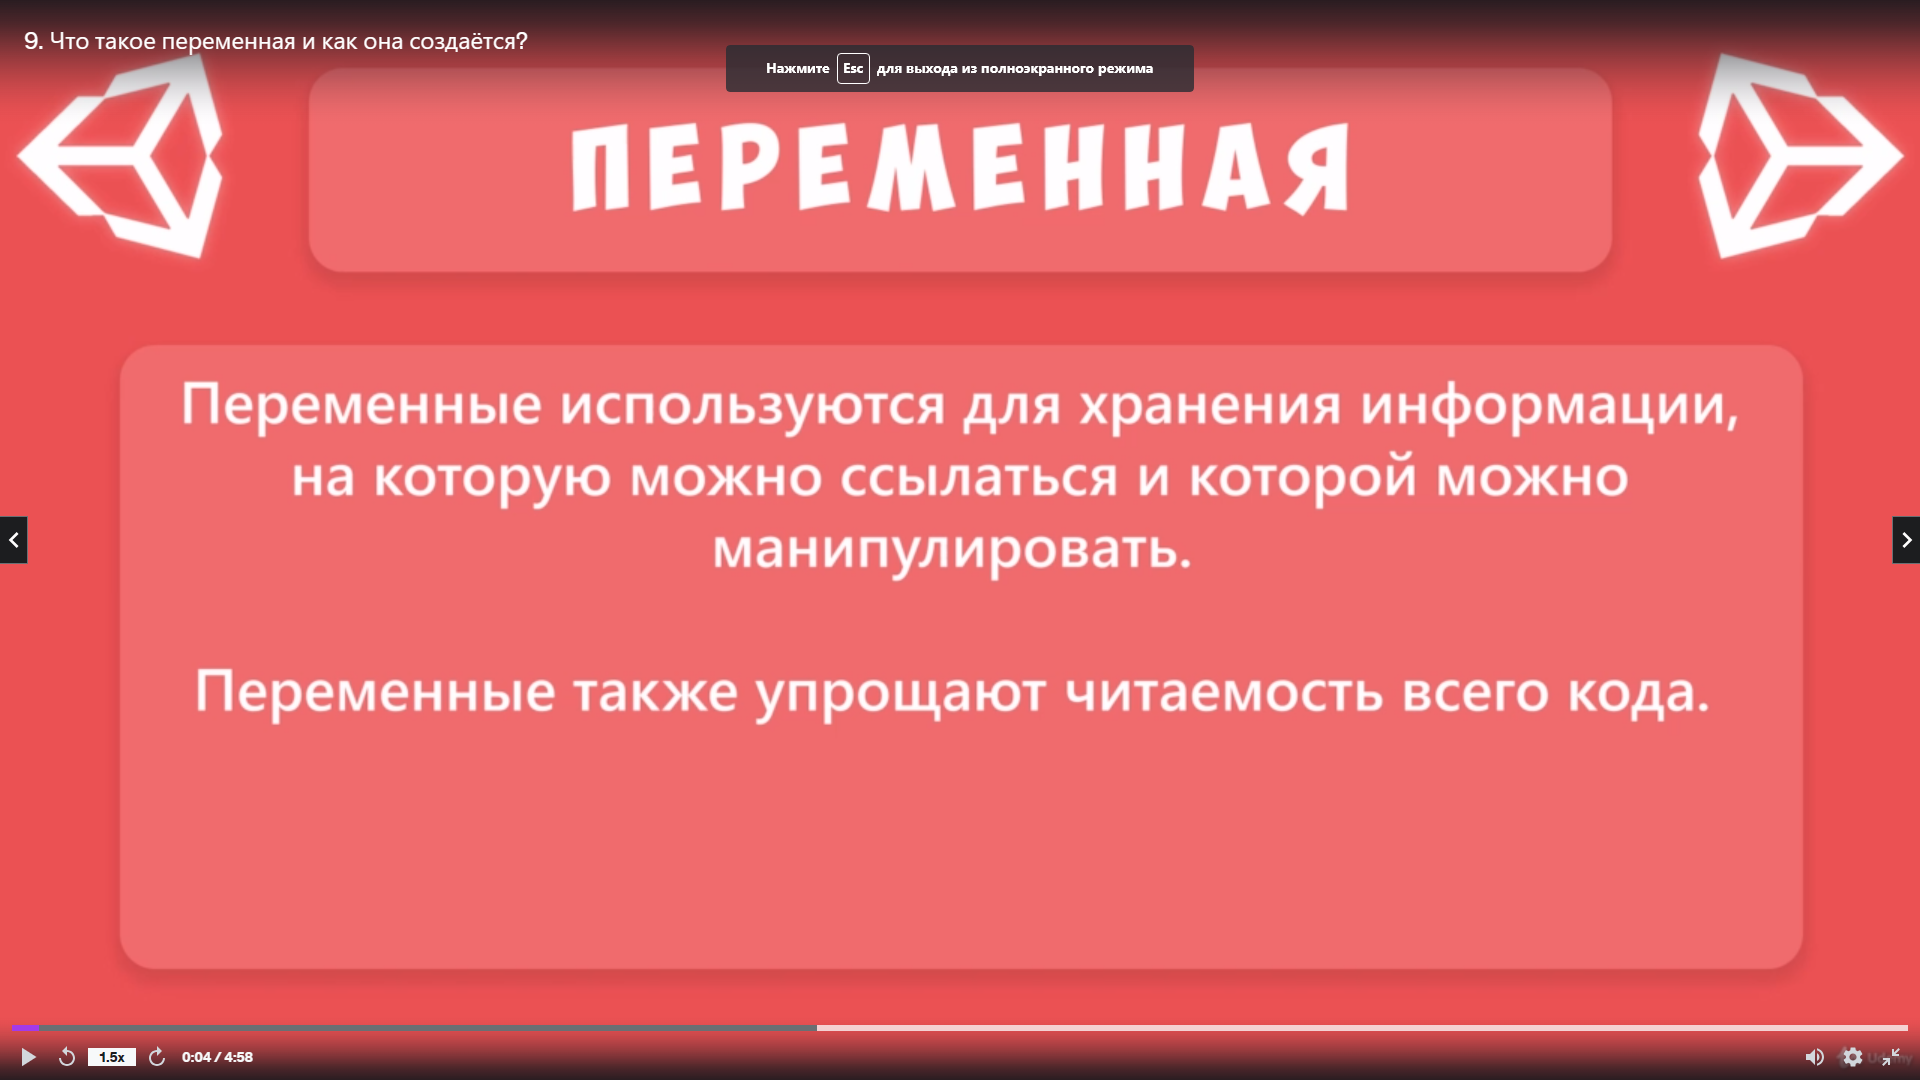 9. Что такое переменная и как она создаётся?
Нажмите Esc для выхода из полноэкранного режима
ПЕРЕМЕННАЯ
Переменные используются для хранения информации,
на которую можно ссылаться и которой можно
манипулировать.
Переменные также упрощают читаемость всего кода.
1.5x
0:04 / 4:58